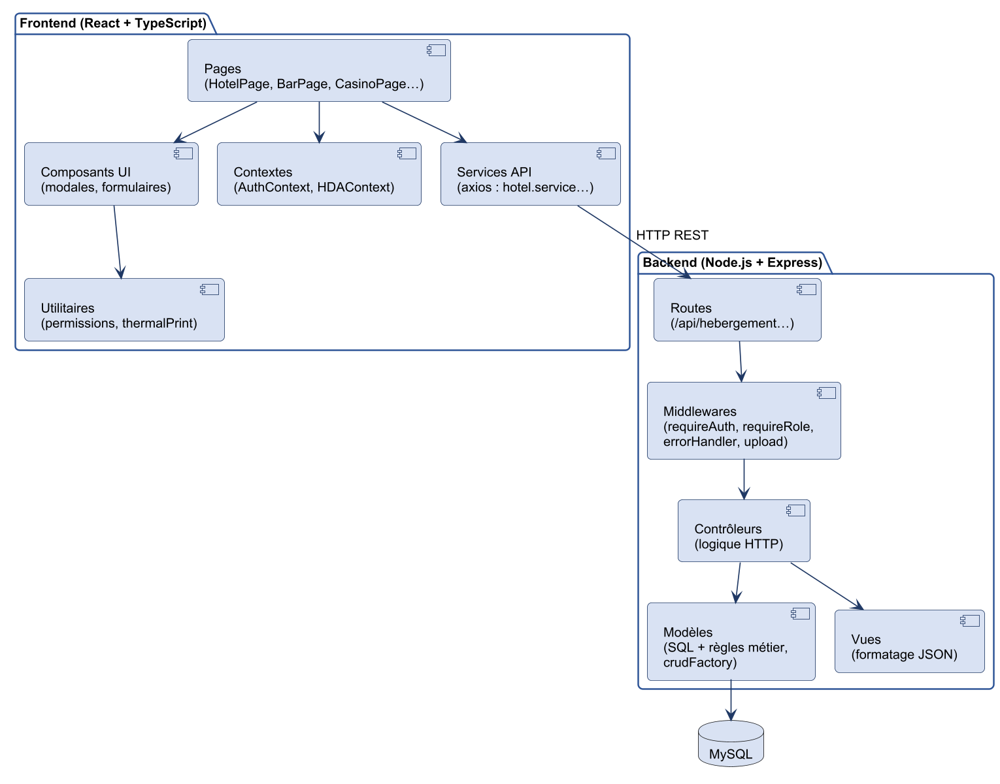 Frontend (React + TypeScript)
Pages
(HotelPage, BarPage, CasinoPage…)
Composants UI
(modales, formulaires)
Contextes
(AuthContext, HDAContext)
Services API
(axios : hotel.service…)
HTTP REST
Utilitaires
(permissions, thermalPrint)
Backend (Node.js + Express)
Routes
(/api/hebergement…)
Middlewares
(requireAuth, requireRole,
errorHandler, upload)
Contrôleurs
(logique HTTP)
Modèles
(SQL + règles métier,
crudFactory)
Vues
(formatage JSON)
MySQL